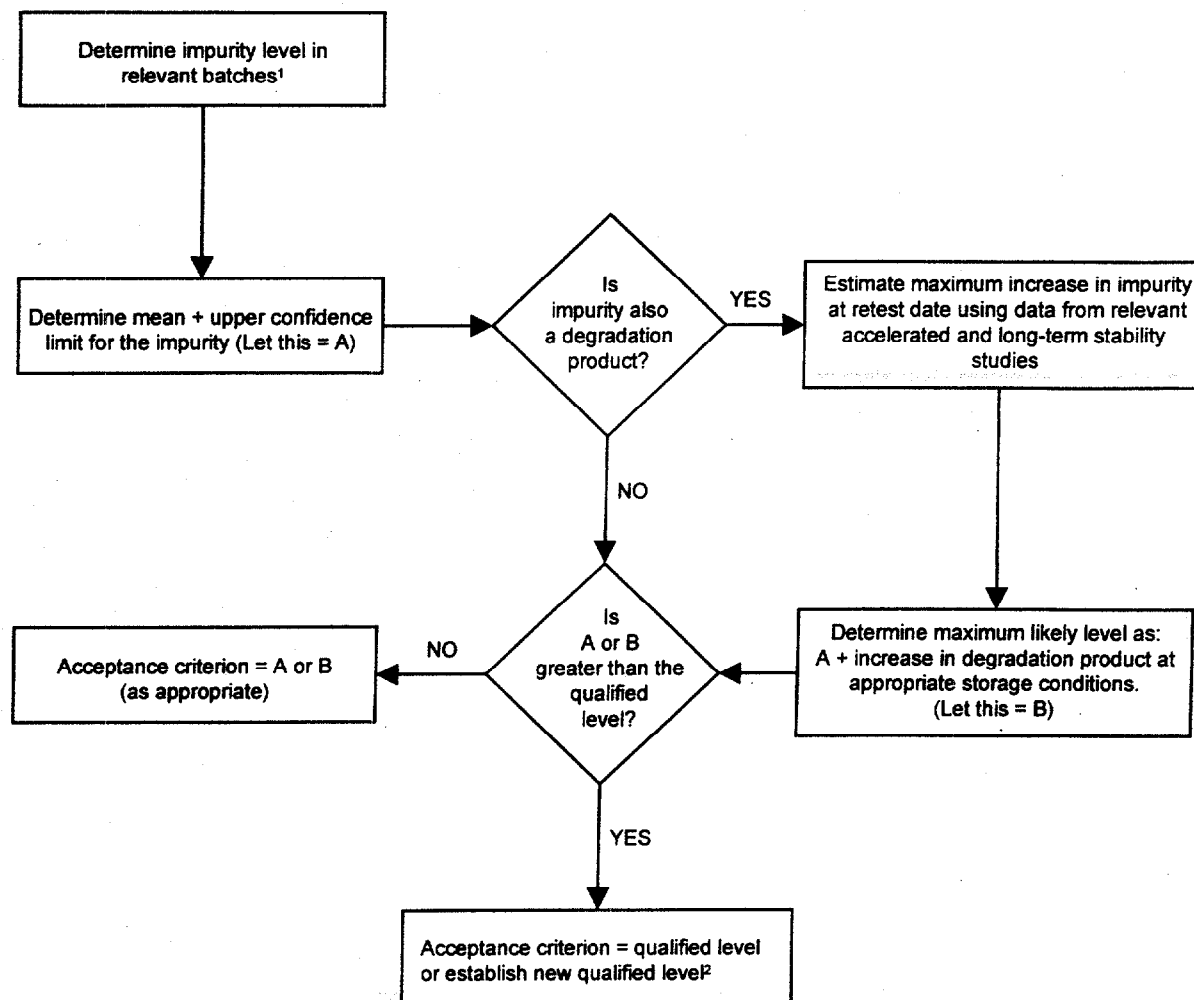 Determine impurity level in
relevant batches¹
Determine mean + upper confidence
limit for the impurity (Let this = A)
Is
impurity also
a degradation
product?
YES
Estimate maximum increase in impurity
at retest date using data from relevant
accelerated and long-term stability
studies
NO
Acceptance criterion = A or B
(as appropriate)
NO
Is
A or B
greater than the
qualified
level?
Determine maximum likely level as:
A + increase in degradation product at
appropriate storage conditions.
(Let this = B)
YES
Acceptance criterion = qualified level
or establish new qualified level²